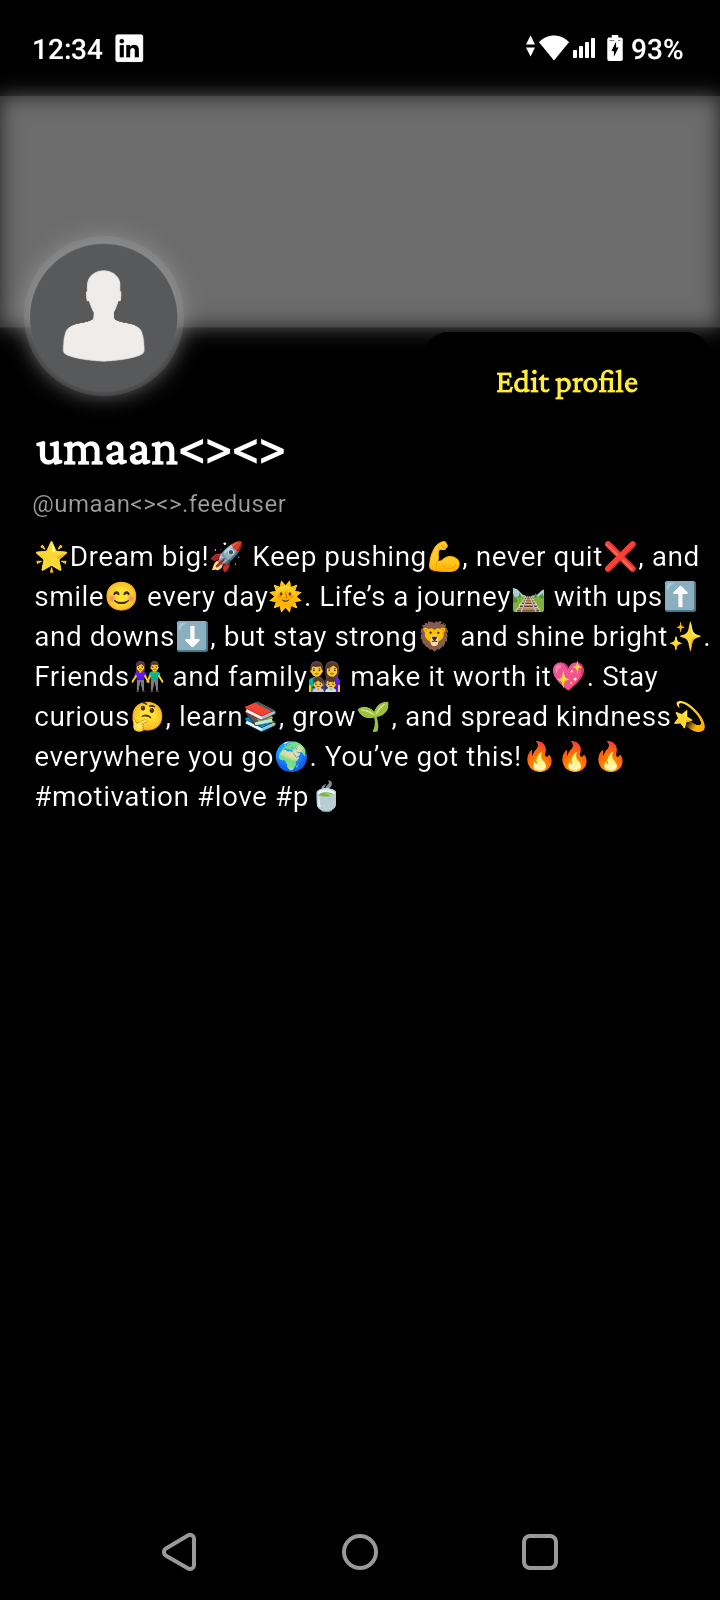 12:34 in 93%
Edit profile
umaan<><>
@umaan<><>.feeduser
🌟Dream big!🚀 Keep pushing💪, never quit❌, and
smile😊 every day🌞. Life’s a journey🛤️ with ups⬆️
and downs⬇️, but stay strong🦁 and shine bright✨.
Friends👫 and family👨‍👩‍👧‍👦 make it worth it💖. Stay
curious🤔, learn📚, grow🌱, and spread kindness💫
everywhere you go🌍. You’ve got this!🔥🔥🔥
#motivation #love #p🍵